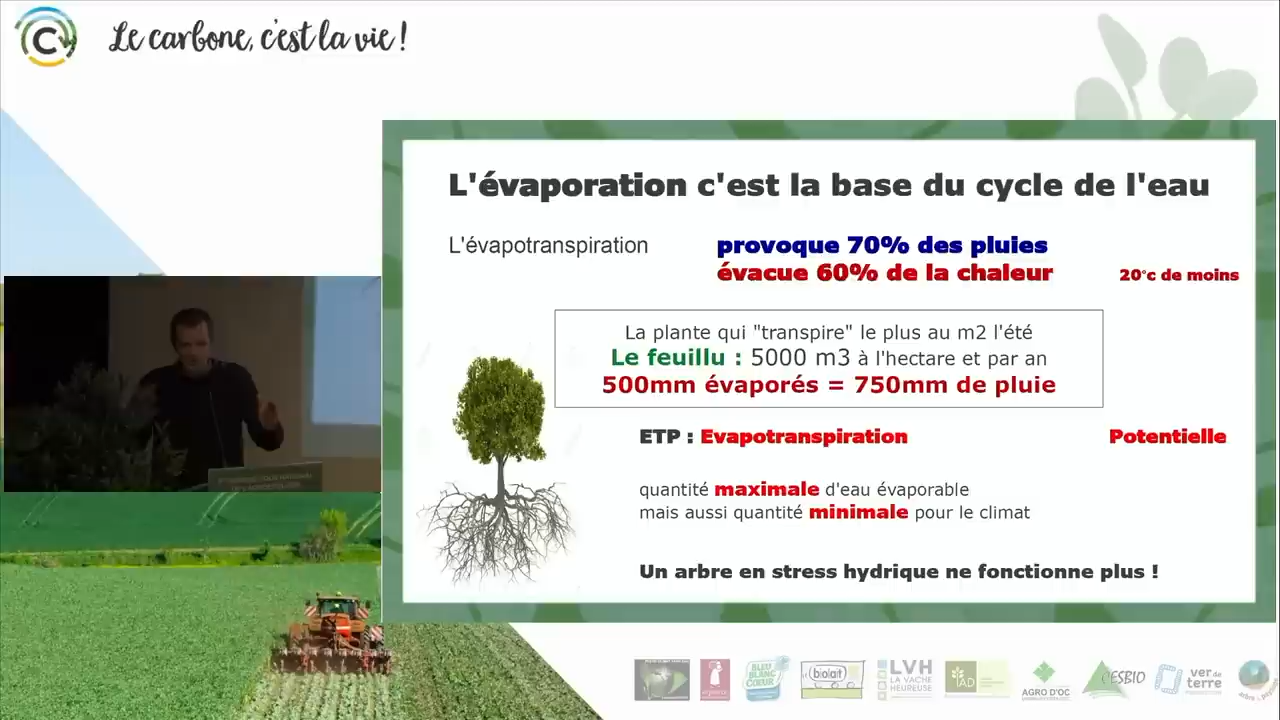 Le carbone, c'est la vie !
L'évaporation c'est la base du cycle de l'eau
L'évapotranspiration provoque 70% des pluies
évacue 60% de la chaleur 20°c de moins
La plante qui "transpire" le plus au m2 l'été
Le feuillu : 5000 m3 à l'hectare et par an
500mm évaporés = 750mm de pluie
ETP : Evapotranspiration Potentielle
quantité maximale d'eau évaporable
mais aussi quantité minimale pour le climat
Un arbre en stress hydrique ne fonctionne plus !
BLEU BLANC CŒUR
biolait
LVH
LA VACHE HEUREUSE
IAD
AGRO D'OC
CESBIO
ver de terre